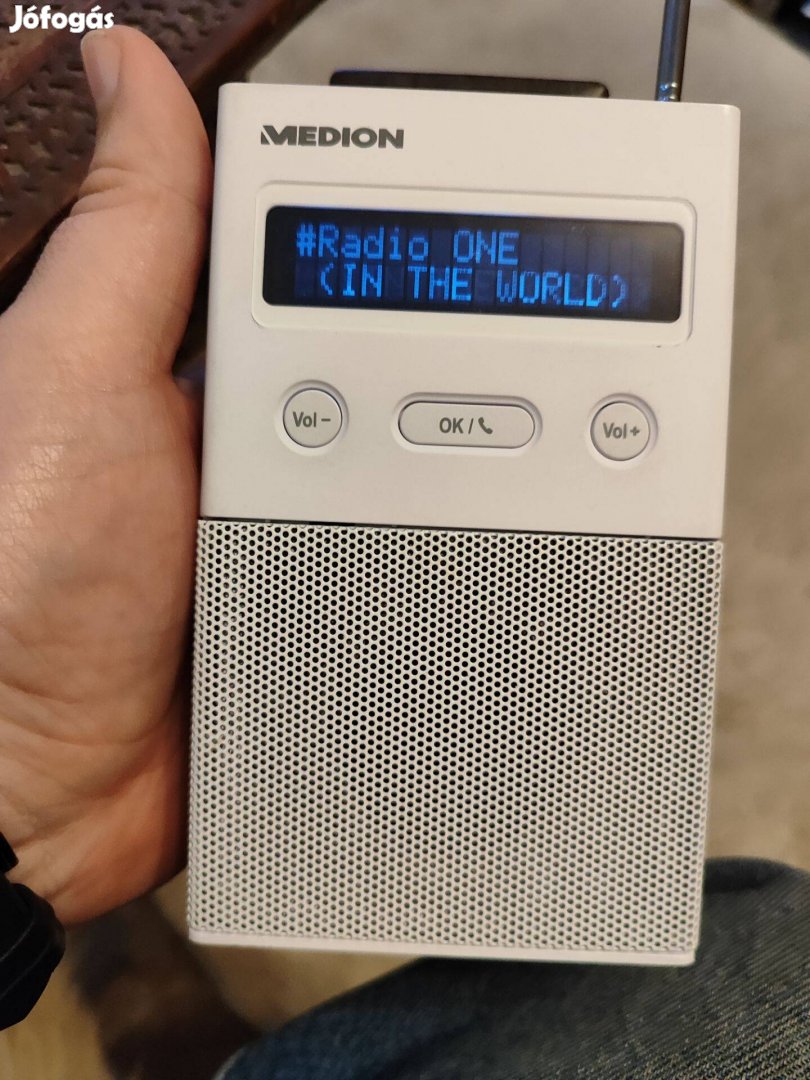 Jófogás
MEDION
#Radio ONE
(IN THE WORLD)
Vol -
OK /
Vol +